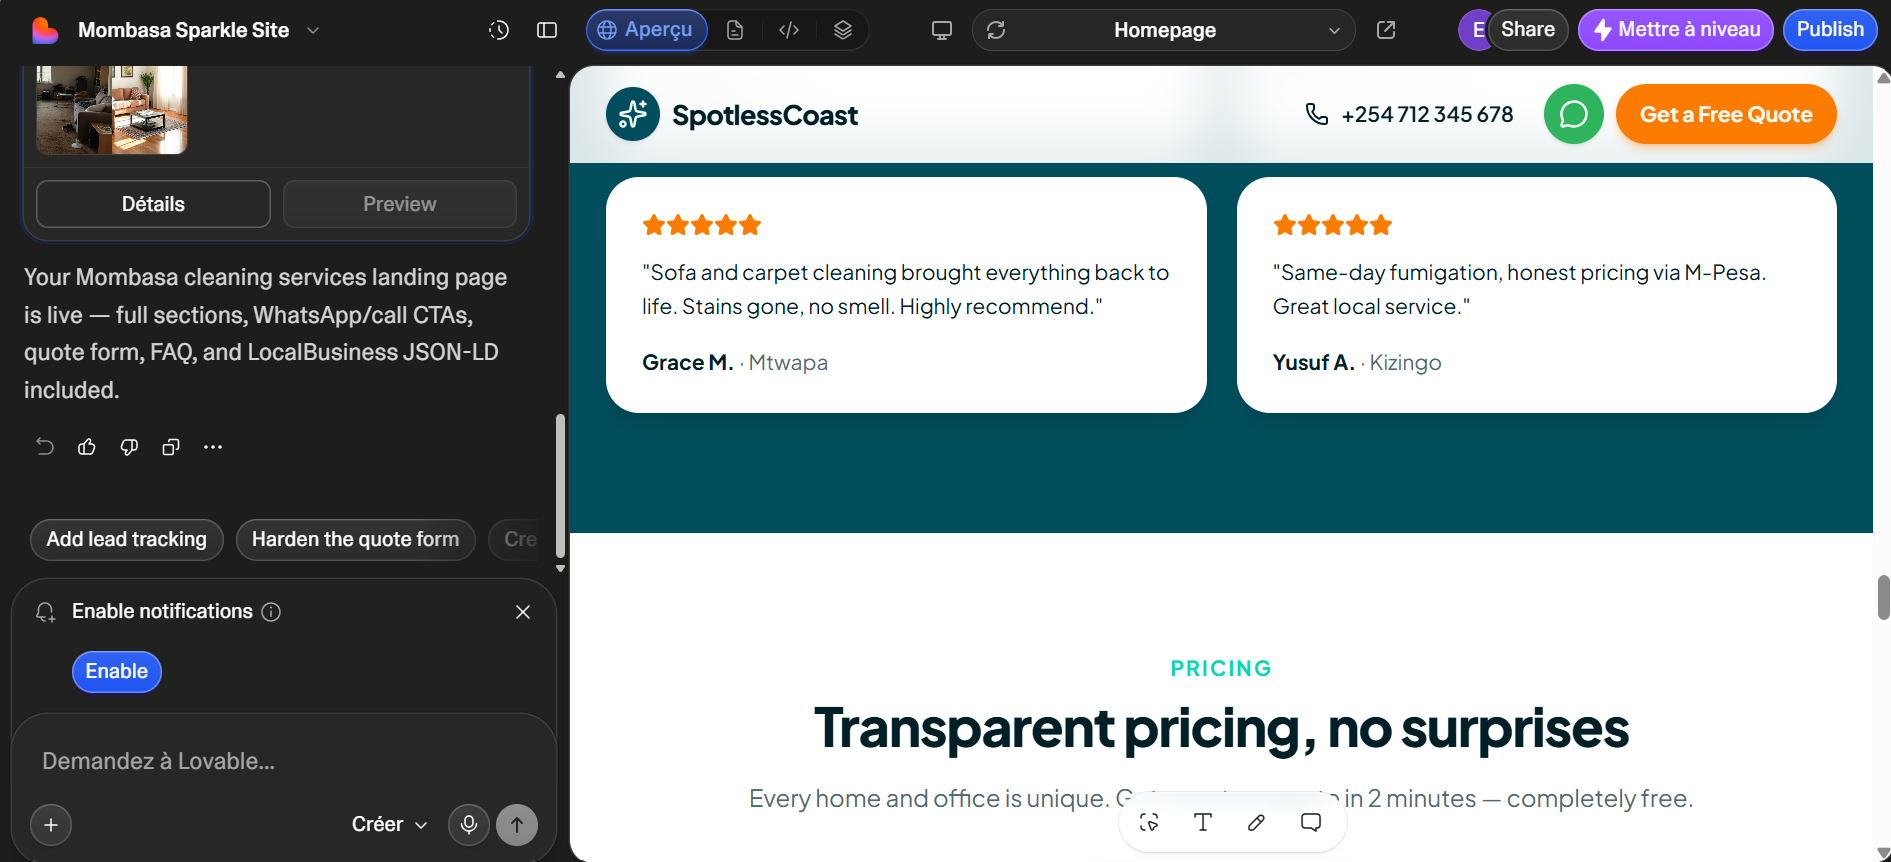 Mombasa Sparkle Site
Aperçu
Homepage
E
Share
Mettre à niveau
Publish
Détails
Preview
Your Mombasa cleaning services landing page
is live — full sections, WhatsApp/call CTAs,
quote form, FAQ, and LocalBusiness JSON-LD
included.
Add lead tracking
Harden the quote form
Cre
Enable notifications
Enable
Demandez à Lovable...
Créer
SpotlessCoast
+254 712 345 678
Get a Free Quote
"Sofa and carpet cleaning brought everything back to
life. Stains gone, no smell. Highly recommend."
Grace M. · Mtwapa
"Same-day fumigation, honest pricing via M-Pesa.
Great local service."
Yusuf A. · Kizingo
PRICING
Transparent pricing, no surprises
Every home and office is unique. in 2 minutes — completely free.